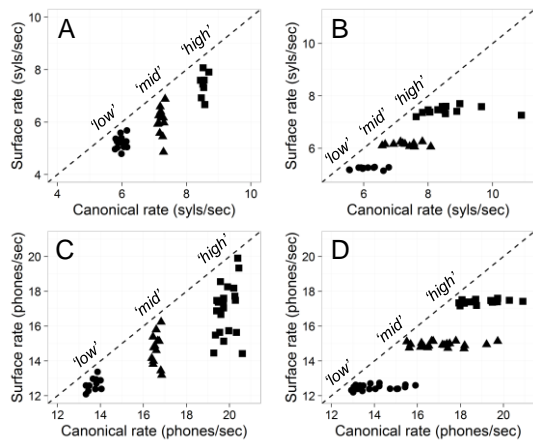 A
B
Surface rate (syls/sec)
10
8
6
4
'low'
'mid'
'high'
4
6
8
10
Canonical rate (syls/sec)
Surface rate (syls/sec)
10
8
6
'low'
'mid'
'high'
6
8
10
Canonical rate (syls/sec)
C
D
Surface rate (phones/sec)
20
18
16
14
12
'low'
'mid'
'high'
12
14
16
18
20
Canonical rate (phones/sec)
Surface rate (phones/sec)
20
18
16
14
12
'low'
'mid'
'high'
12
14
16
18
20
Canonical rate (phones/sec)